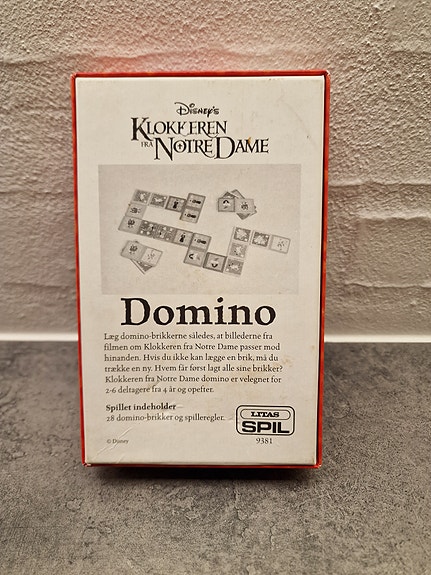 Disney's
Klokkeren
fra Notre Dame
Domino
Læg domino-brikkerne således, at billederne fra
filmen om Klokkeren fra Notre Dame passer mod
hinanden. Hvis du ikke kan lægge en brik, må du
trække en ny. Hvem får først lagt alle sine brikker?
Klokkeren fra Notre Dame domino er velegnet for
2-6 deltagere fra 4 år og opefter.
Spillet indeholder
28 domino-brikker og spilleregler.
LITAS
SPIL
© Disney
9381